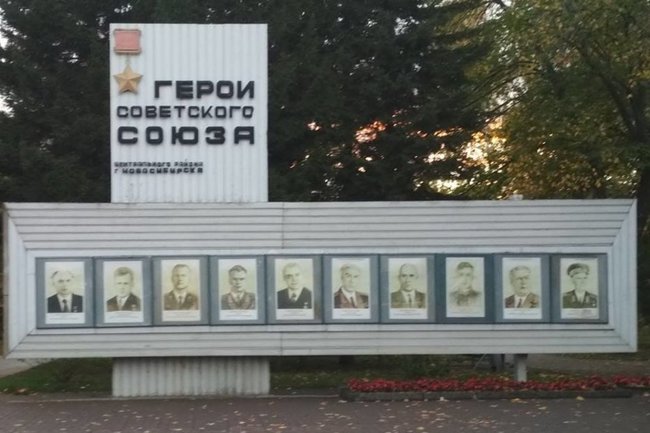 ГЕРОИ
СОВЕТСКОГО
СОЮЗА
ЦЕНТРАЛЬНОГО РАЙОНА
Г. НОВОСИБИРСКА